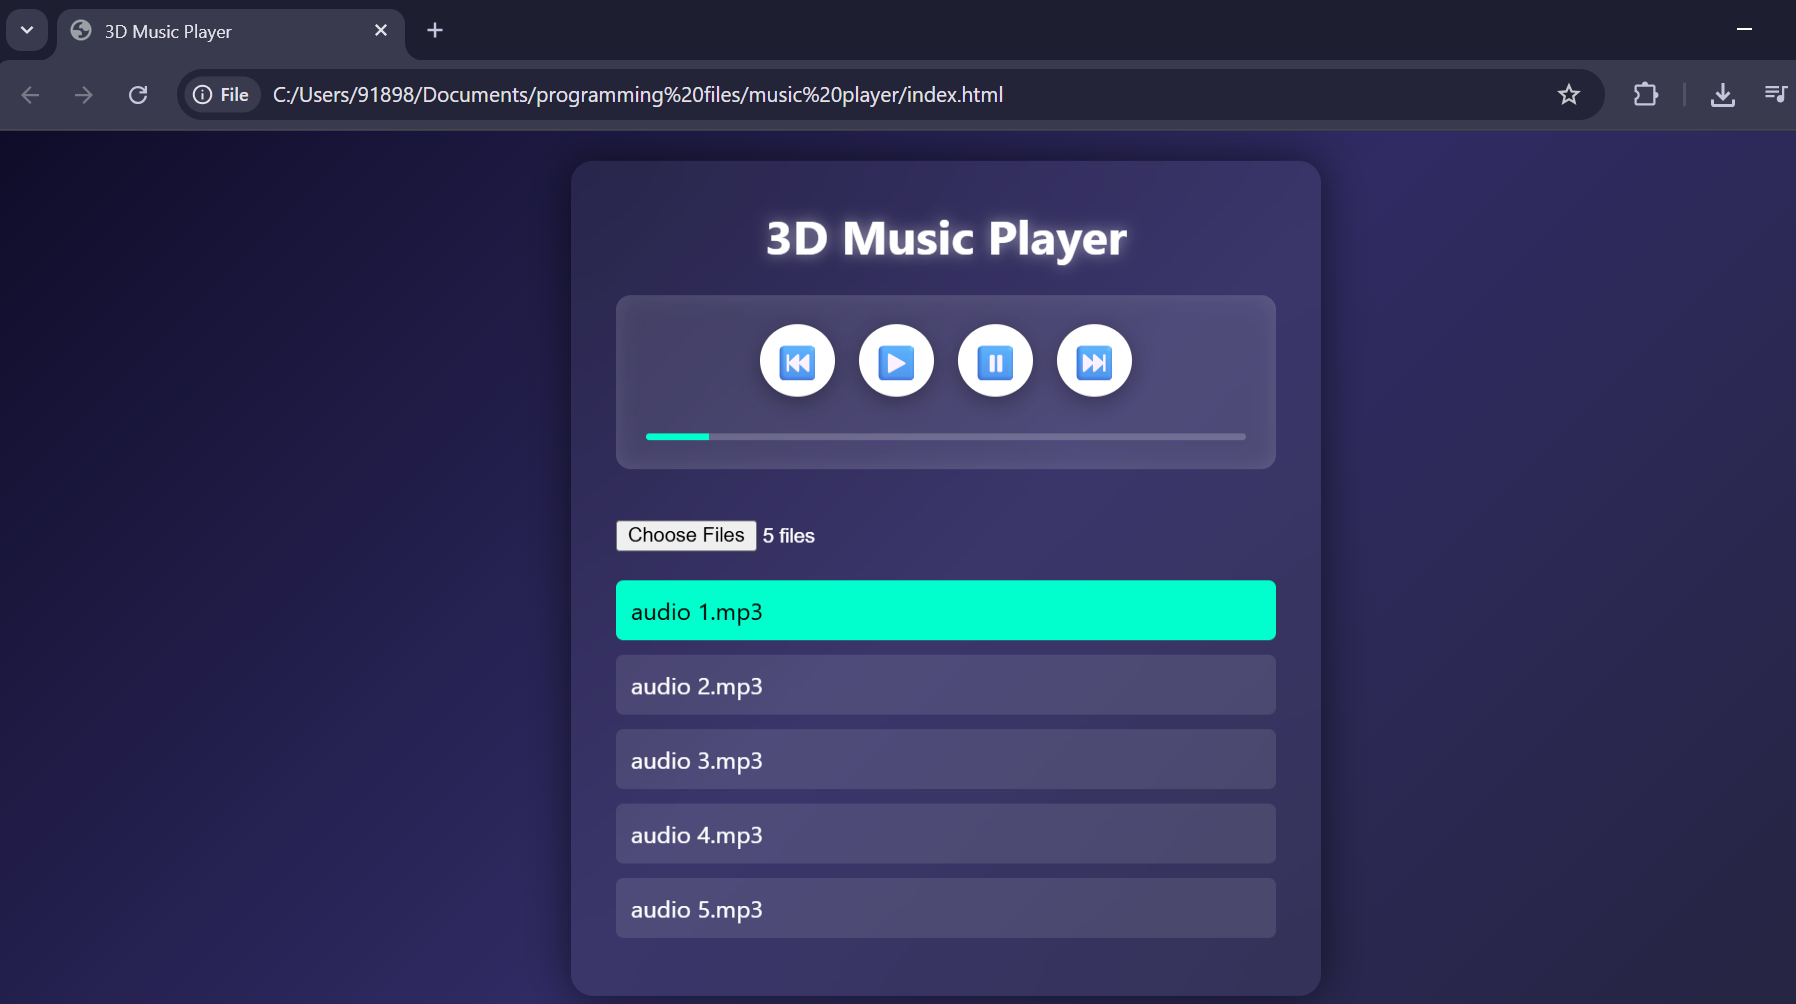 3D Music Player
File C:/Users/91898/Documents/programming%20files/music%20player/index.html
3D Music Player
Choose Files 5 files
audio 1.mp3
audio 2.mp3
audio 3.mp3
audio 4.mp3
audio 5.mp3